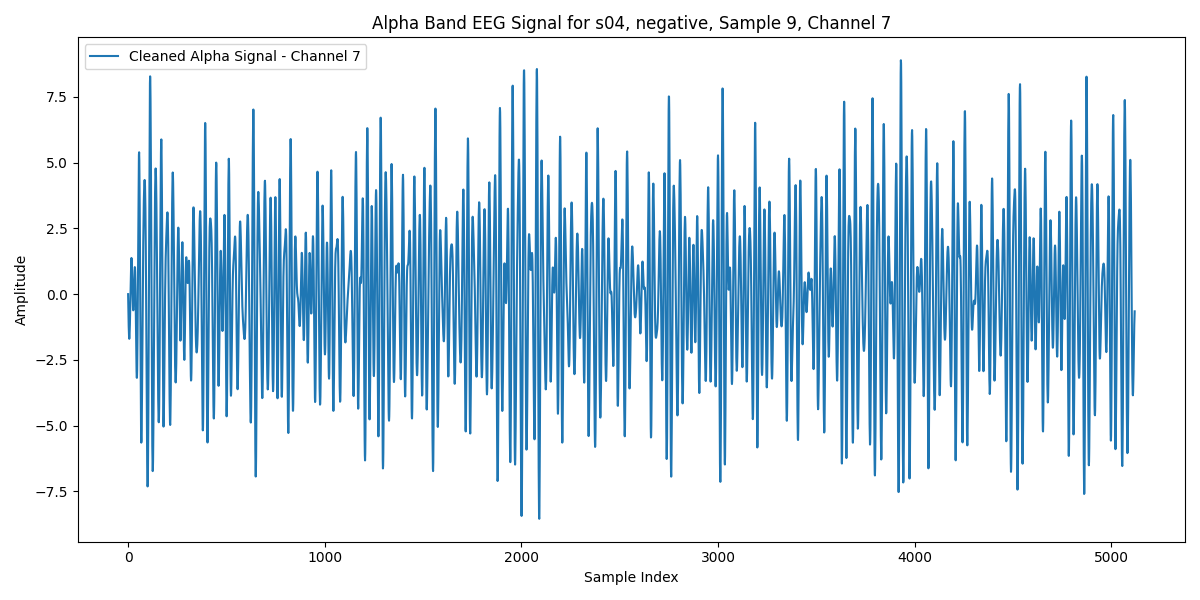 Alpha Band EEG Signal for s04, negative, Sample 9, Channel 7
Cleaned Alpha Signal - Channel 7
7.5
5.0
2.5
0.0
−2.5
−5.0
−7.5
Amplitude
0 1000 2000 3000 4000 5000
Sample Index